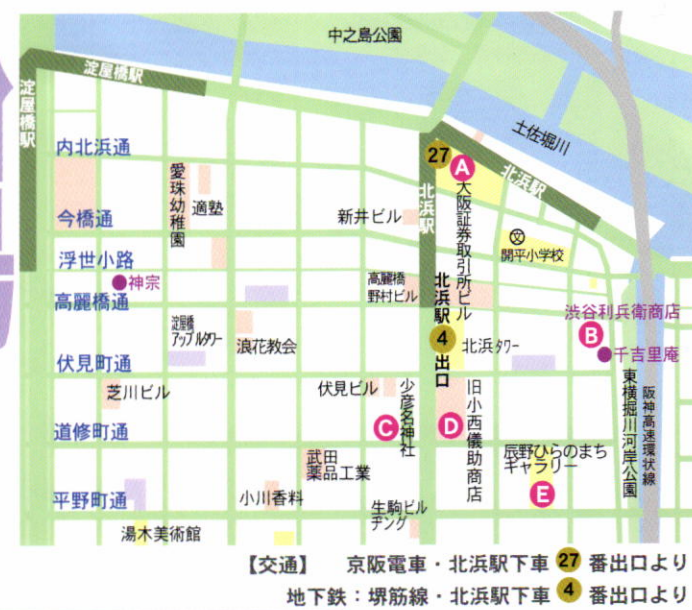 中之島公園
淀屋橋駅
淀屋橋駅
土佐堀川
内北浜通
27
A
北浜駅
北浜駅
愛珠幼稚園
適塾
新井ビル
大阪証券取引所ビル
今橋通
文
開平小学校
浮世小路
神宗
高麗橋
野村ビル
北浜駅
4
出口
高麗橋通
淀屋橋
アップルタワー
浪花教会
北浜タワー
渋谷利兵衛商店
B
千吉里庵
伏見町通
芝川ビル
伏見ビル
少彦名神社
C
D
旧小西儀助商店
東横堀川河岸公園
阪神高速環状線
道修町通
武田
薬品工業
辰野ひらのまち
ギャラリー
E
平野町通
小川香料
生駒ビル
ヂング
湯木美術館
【交通】 京阪電車・北浜駅下車 27 番出口より
地下鉄：堺筋線・北浜駅下車 4 番出口より